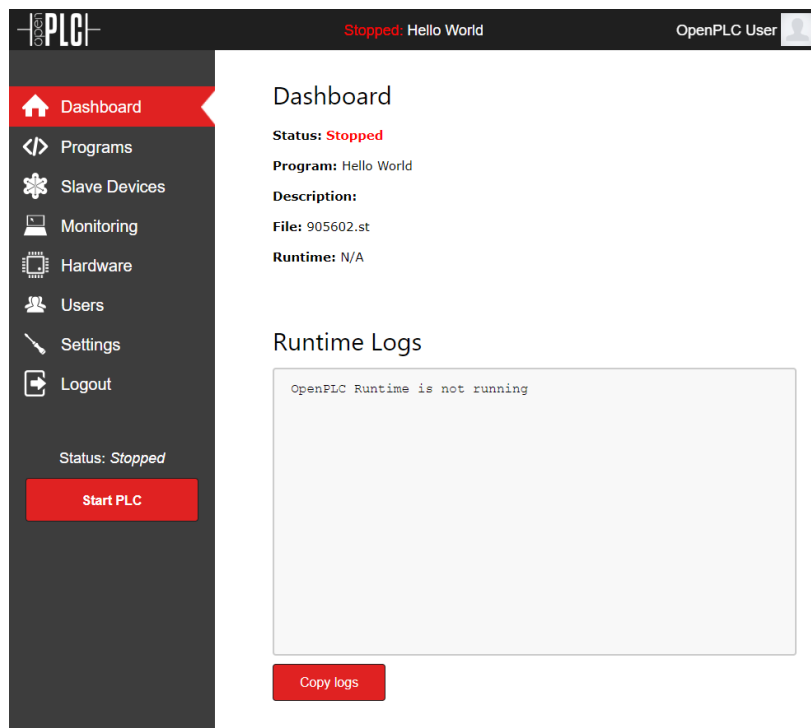 open PLC
Stopped: Hello World
OpenPLC User
Dashboard
Programs
Slave Devices
Monitoring
Hardware
Users
Settings
Logout
Status: Stopped
Start PLC
Dashboard
Status: Stopped
Program: Hello World
Description:
File: 905602.st
Runtime: N/A
Runtime Logs
OpenPLC Runtime is not running
Copy logs